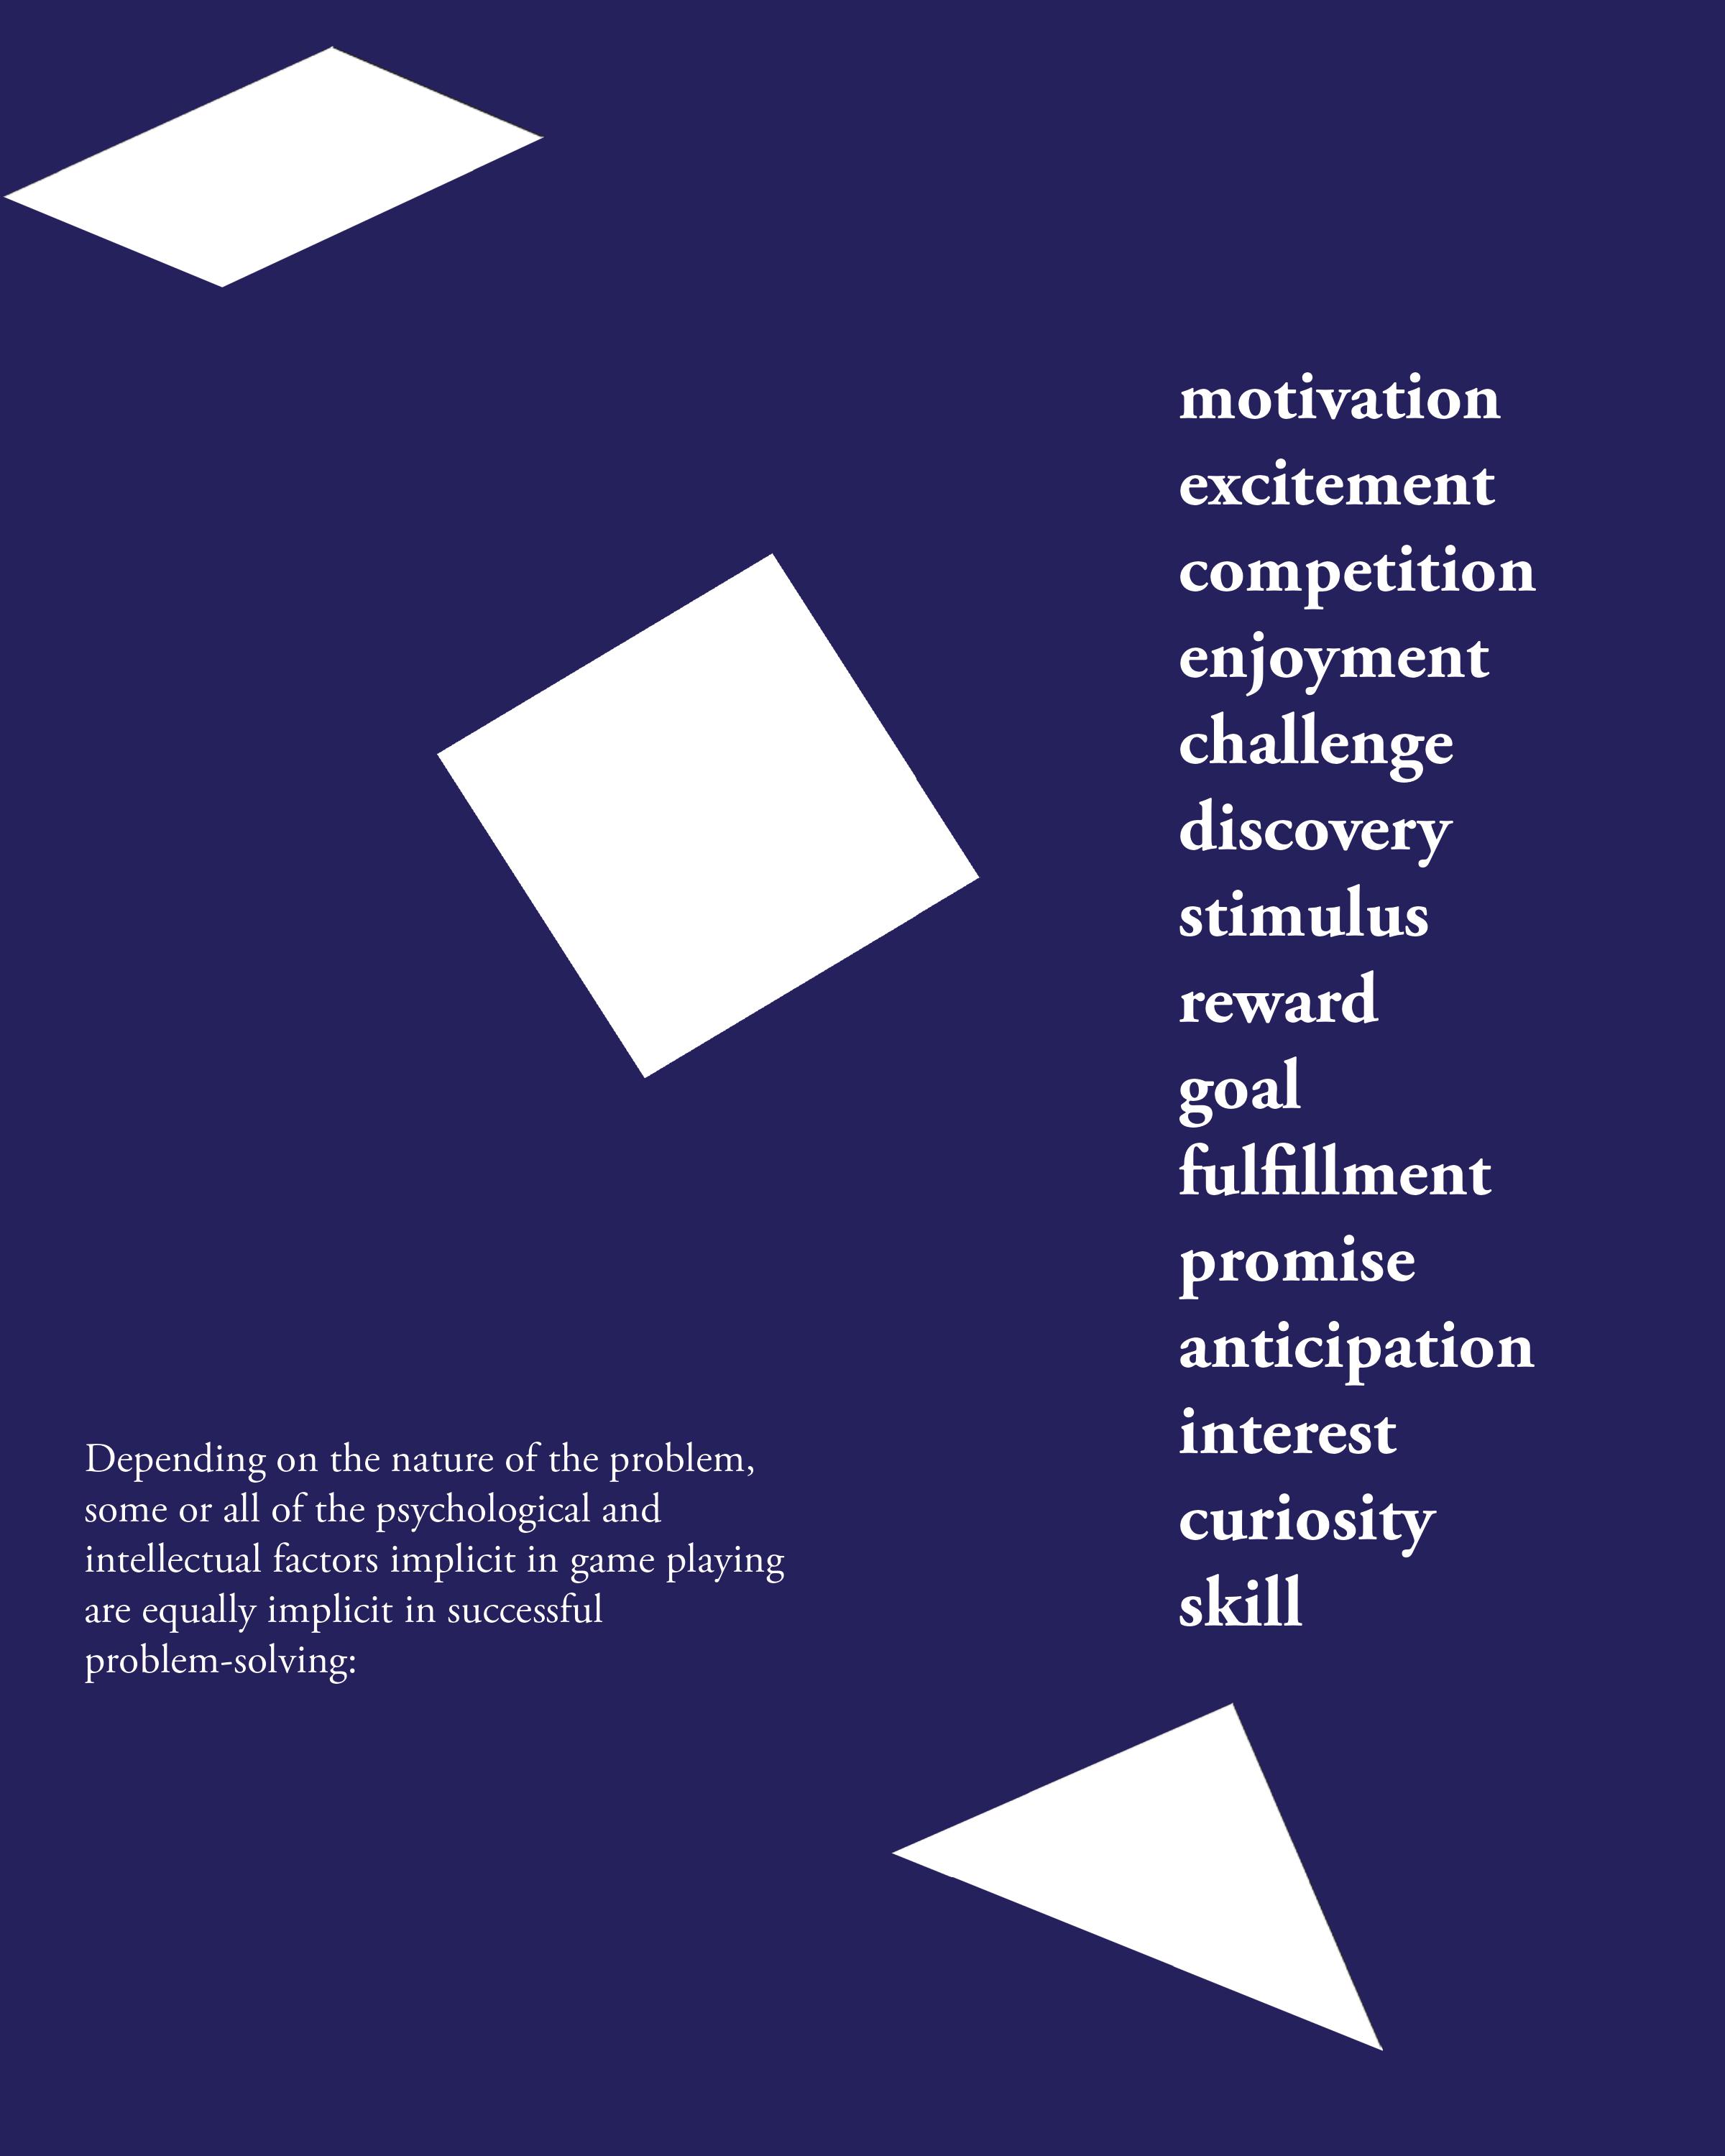 Depending on the nature of the problem,
some or all of the psychological and
intellectual factors implicit in game playing
are equally implicit in successful
problem-solving:
motivation
excitement
competition
enjoyment
challenge
discovery
stimulus
reward
goal
fulfillment
promise
anticipation
interest
curiosity
skill